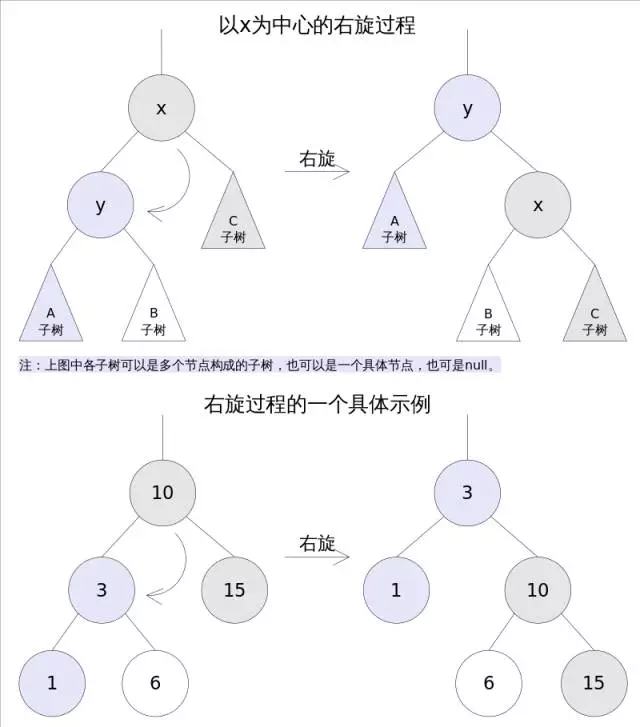 以x为中心的右旋过程
x
y
y
右旋
C
子树
A
子树
x
A
子树
B
子树
B
子树
C
子树
注：上图中各子树可以是多个节点构成的子树，也可以是一个具体节点，也可是null。
右旋过程的一个具体示例
10
3
右旋
3
15
1
10
1
6
6
15